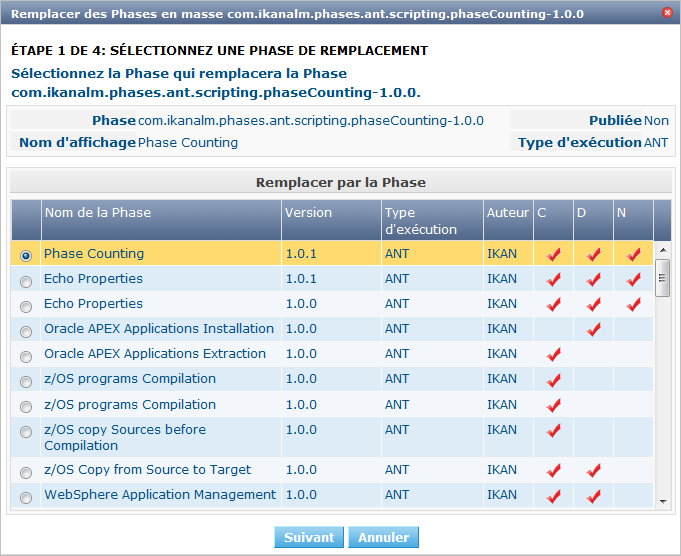 Remplacer des Phases en masse com.ikanalm.phases.ant.scripting.phaseCounting-1.0.0
ÉTAPE 1 DE 4: SÉLECTIONNEZ UNE PHASE DE REMPLACEMENT
Sélectionnez la Phase qui remplacera la Phase
com.ikanalm.phases.ant.scripting.phaseCounting-1.0.0.
Phase com.ikanalm.phases.ant.scripting.phaseCounting-1.0.0 Publiée Non
Nom d'affichage Phase Counting Type d'exécution ANT
Remplacer par la Phase
Nom de la Phase Version Type d'exécution Auteur C D N
Phase Counting 1.0.1 ANT IKAN
Echo Properties 1.0.1 ANT IKAN
Echo Properties 1.0.0 ANT IKAN
Oracle APEX Applications Installation 1.0.0 ANT IKAN
Oracle APEX Applications Extraction 1.0.0 ANT IKAN
z/OS programs Compilation 1.0.0 ANT IKAN
z/OS programs Compilation 1.0.0 ANT IKAN
z/OS copy Sources before Compilation 1.0.0 ANT IKAN
z/OS Copy from Source to Target 1.0.0 ANT IKAN
WebSphere Application Management 1.0.0 ANT IKAN
Suivant Annuler